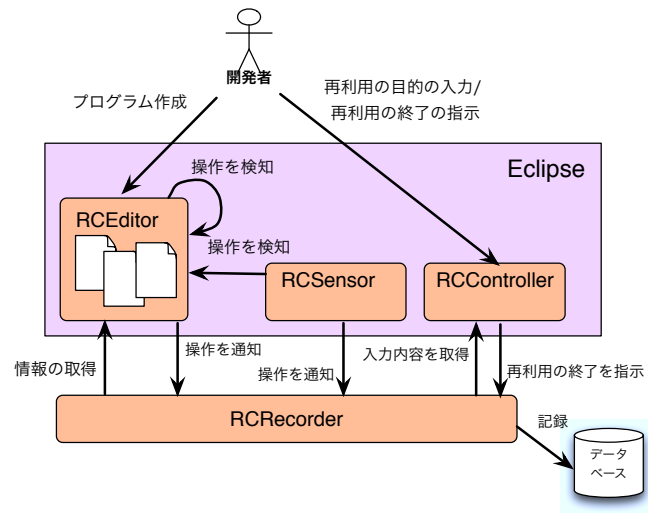 開発者
プログラム作成
再利用の目的の入力/
再利用の終了の指示
Eclipse
操作を検知
RCEditor
操作を検知
RCSensor
RCController
情報の取得
操作を通知
操作を通知
入力内容を取得
再利用の終了を指示
RCRecorder
記録
データ
ベース